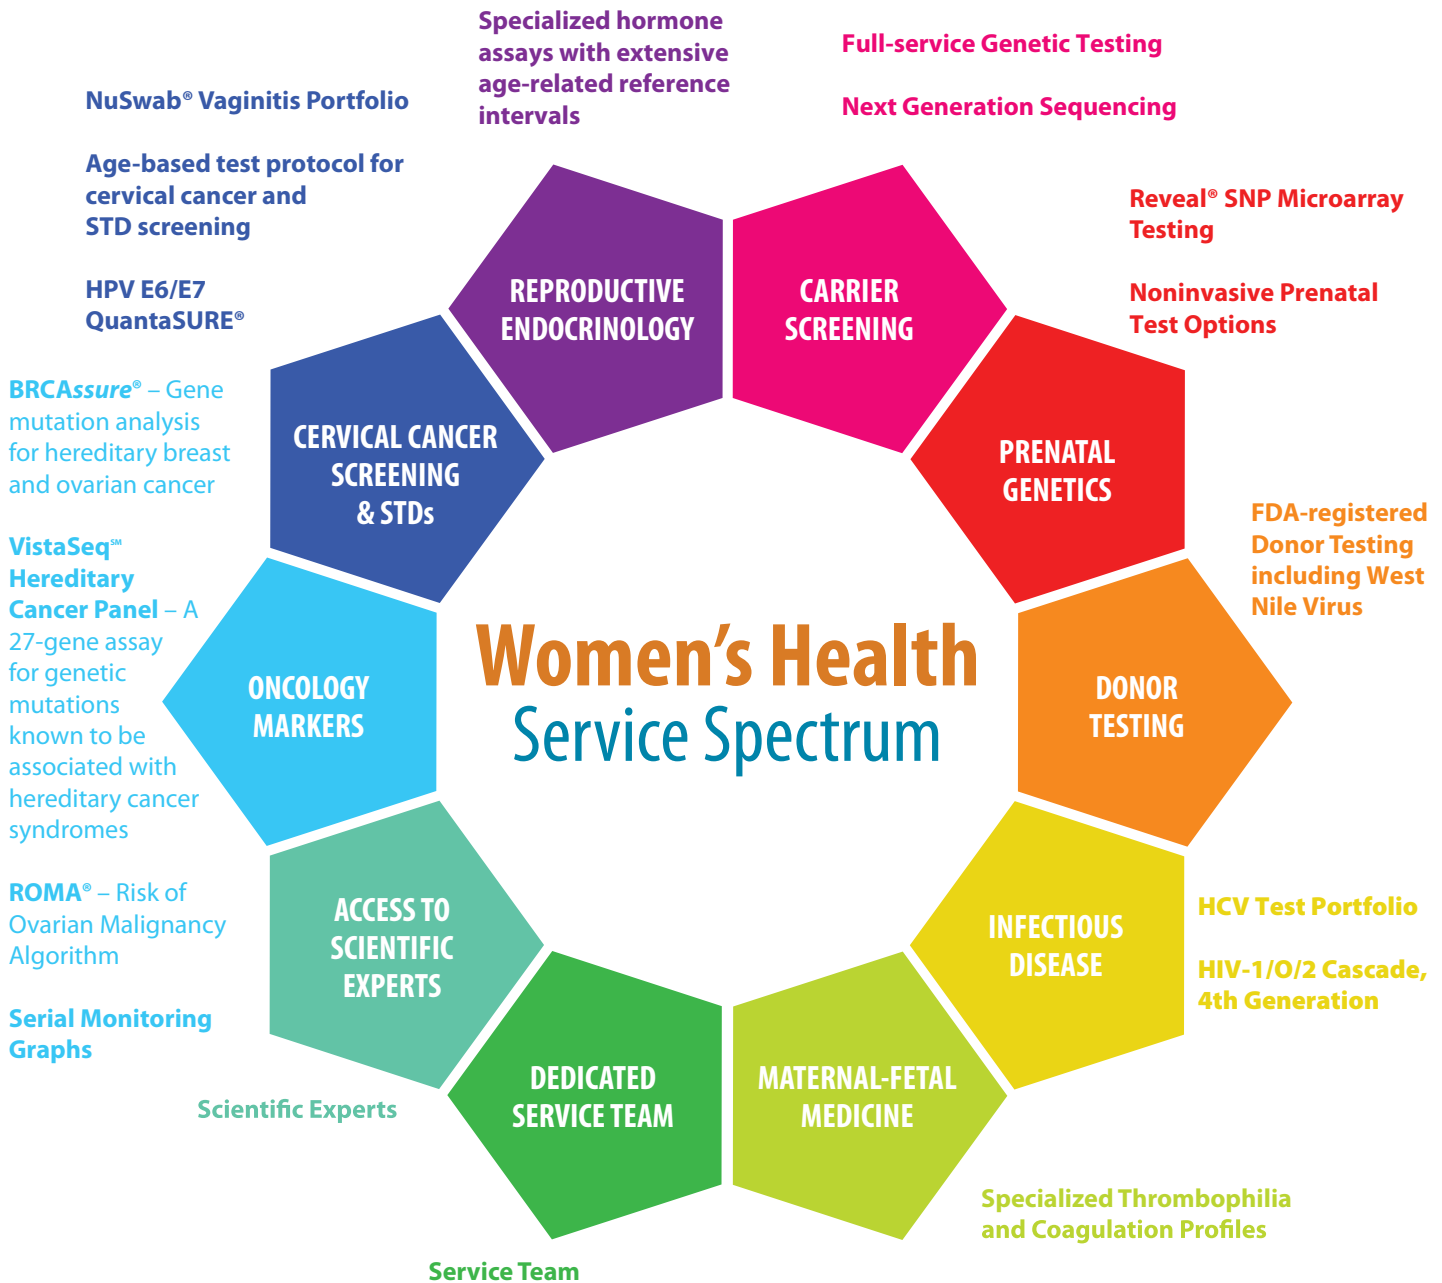 Specialized hormone
assays with extensive
age-related reference
intervals
Full-service Genetic Testing
Next Generation Sequencing
NuSwab® Vaginitis Portfolio
Age-based test protocol for
cervical cancer and
STD screening
HPV E6/E7
QuantaSURE®
Reveal® SNP Microarray
Testing
Noninvasive Prenatal
Test Options
REPRODUCTIVE
ENDOCRINOLOGY
CARRIER
SCREENING
BRCAssure® – Gene
mutation analysis
for hereditary breast
and ovarian cancer
CERVICAL CANCER
SCREENING
& STDs
PRENATAL
GENETICS
FDA-registered
Donor Testing
including West
Nile Virus
VistaSeq℠
Hereditary
Cancer Panel – A
27-gene assay
for genetic
mutations
known to be
associated with
hereditary cancer
syndromes
Women's Health
Service Spectrum
ONCOLOGY
MARKERS
DONOR
TESTING
ROMA® – Risk of
Ovarian Malignancy
Algorithm
Serial Monitoring
Graphs
ACCESS TO
SCIENTIFIC
EXPERTS
INFECTIOUS
DISEASE
HCV Test Portfolio
HIV-1/O/2 Cascade,
4th Generation
DEDICATED
SERVICE TEAM
MATERNAL-FETAL
MEDICINE
Scientific Experts
Specialized Thrombophilia
and Coagulation Profiles
Service Team